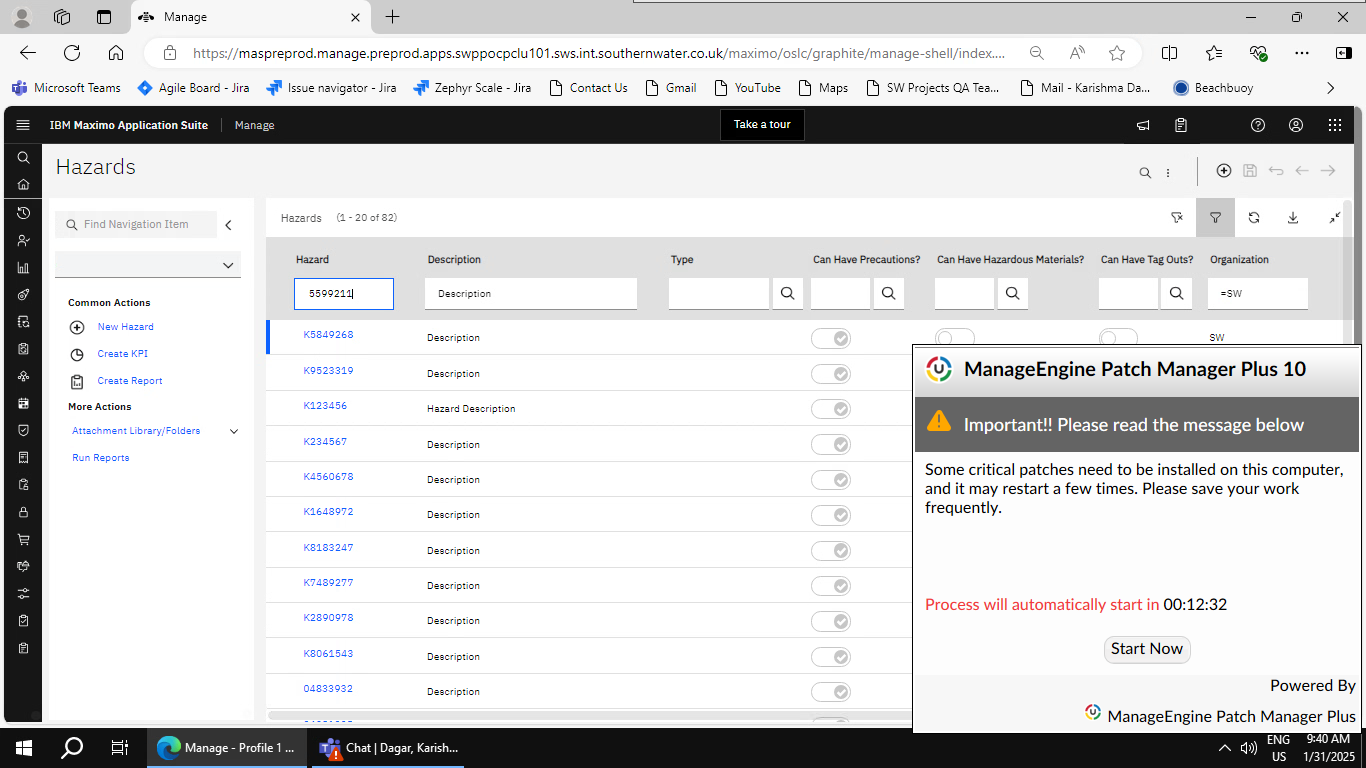 Manage
https://maspreprod.manage.preprod.apps.swppocpclu101.sws.int.southernwater.co.uk/maximo/oslc/graphite/manage-shell/index....
Microsoft Teams
Agile Board - Jira
Issue navigator - Jira
Zephyr Scale - Jira
Contact Us
Gmail
YouTube
Maps
SW Projects QA Tea...
Mail - Karishma Da...
Beachbuoy
IBM Maximo Application Suite
Manage
Take a tour
Hazards
Find Navigation Item
Common Actions
New Hazard
Create KPI
Create Report
More Actions
Attachment Library/Folders
Run Reports
Hazards (1 - 20 of 82)
Hazard Description Type Can Have Precautions? Can Have Hazardous Materials? Can Have Tag Outs? Organization
5599211 Description =SW
K5849268 Description SW
K9523319 Description
K123456 Hazard Description
K234567 Description
K4560678 Description
K1648972 Description
K8183247 Description
K7489277 Description
K2890978 Description
K8061543 Description
04833932 Description
ManageEngine Patch Manager Plus 10
Important!! Please read the message below
Some critical patches need to be installed on this computer,
and it may restart a few times. Please save your work
frequently.
Process will automatically start in 00:12:32
Start Now
Powered By
ManageEngine Patch Manager Plus
Manage - Profile 1 ...
Chat | Dagar, Karish...
ENG
US
9:40 AM
1/31/2025